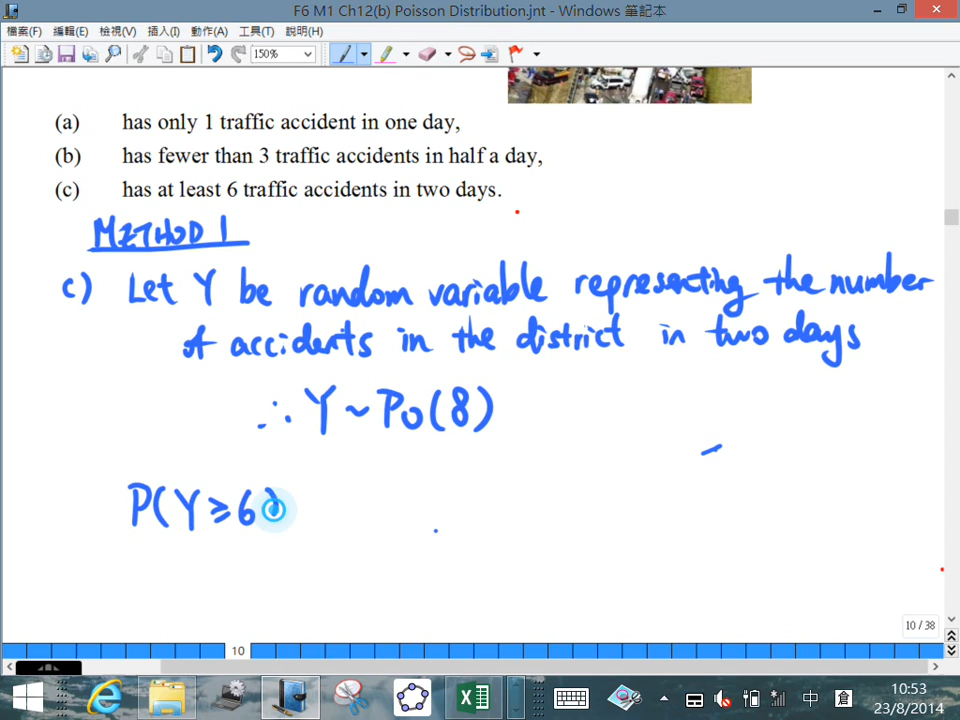 F6 M1 Ch12(b) Poisson Distribution.jnt - Windows 筆記本
檔案(F) 編輯(E) 檢視(V) 插入(I) 動作(A) 工具(T) 說明(H)
150%
(a) has only 1 traffic accident in one day,
(b) has fewer than 3 traffic accidents in half a day,
(c) has at least 6 traffic accidents in two days.
METHOD 1
c) Let Y be random variable representing the number
of accidents in the district in two days
∴ Y ~ Po(8)
P(Y ≥ 6)
10 / 38
10
中 倉
10:53
23/8/2014